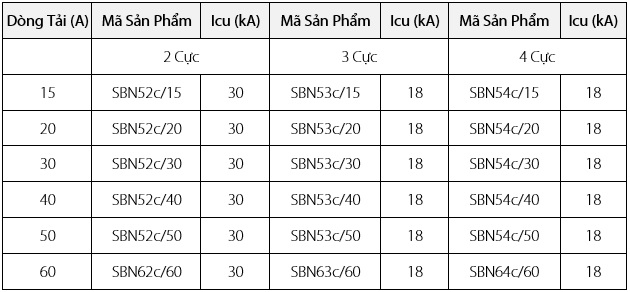 Dòng Tải (A) Mã Sản Phẩm Icu (kA) Mã Sản Phẩm Icu (kA) Mã Sản Phẩm Icu (kA)
2 Cực 3 Cực 4 Cực
15 SBN52c/15 30 SBN53c/15 18 SBN54c/15 18
20 SBN52c/20 30 SBN53c/20 18 SBN54c/20 18
30 SBN52c/30 30 SBN53c/30 18 SBN54c/30 18
40 SBN52c/40 30 SBN53c/40 18 SBN54c/40 18
50 SBN52c/50 30 SBN53c/50 18 SBN54c/50 18
60 SBN62c/60 30 SBN63c/60 18 SBN64c/60 18